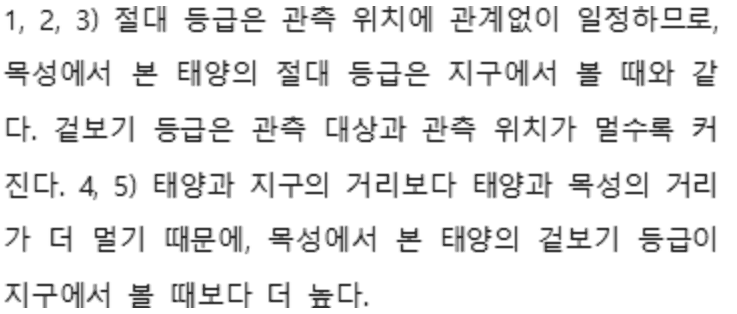 1, 2, 3) 절대 등급은 관측 위치에 관계없이 일정하므로,
목성에서 본 태양의 절대 등급은 지구에서 볼 때와 같
다. 겉보기 등급은 관측 대상과 관측 위치가 멀수록 커
진다. 4, 5) 태양과 지구의 거리보다 태양과 목성의 거리
가 더 멀기 때문에, 목성에서 본 태양의 겉보기 등급이
지구에서 볼 때보다 더 높다.